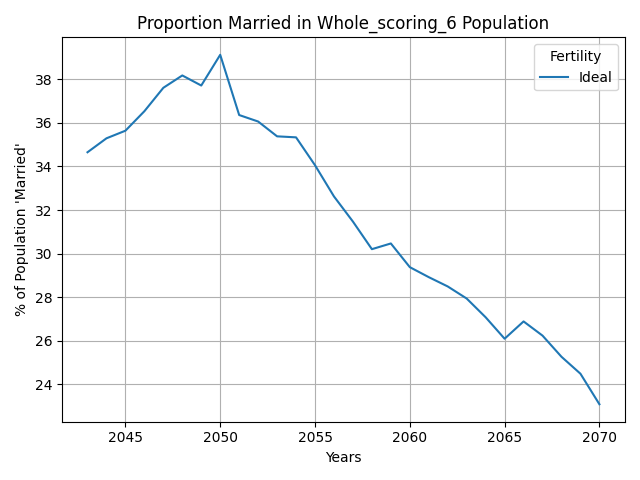 Proportion Married in Whole_scoring_6 Population
Fertility
Ideal
% of Population 'Married'
38
36
34
32
30
28
26
24
2045 2050 2055 2060 2065 2070
Years